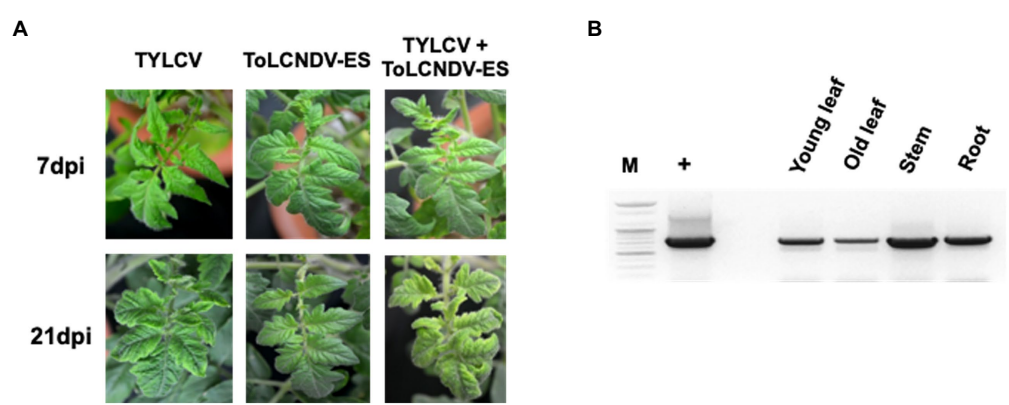 A
B
TYLCV
ToLCNDV-ES
TYLCV +
ToLCNDV-ES
7dpi
21dpi
M
+
Young leaf
Old leaf
Stem
Root